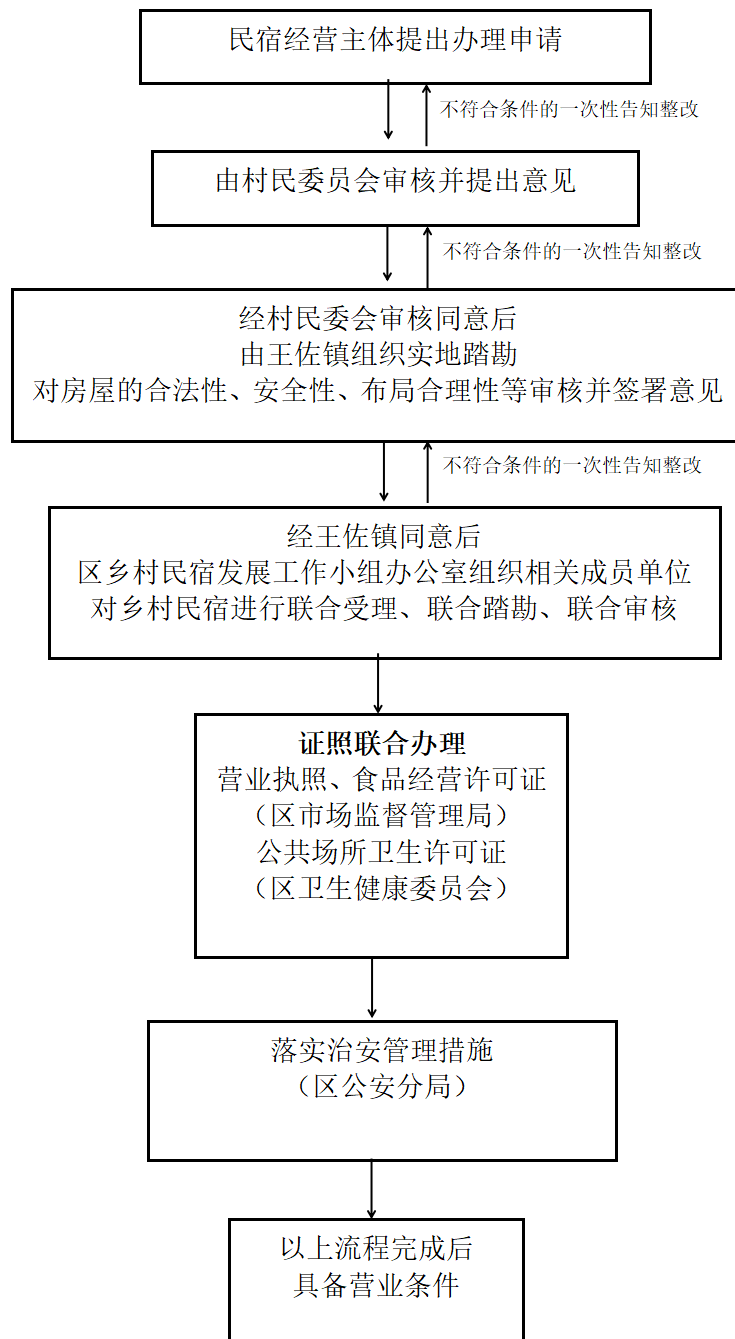 民宿经营主体提出办理申请
不符合条件的一次性告知整改
由村民委员会审核并提出意见
不符合条件的一次性告知整改
经村民委会审核同意后
由王佐镇组织实地踏勘
对房屋的合法性、安全性、布局合理性等审核并签署意见
不符合条件的一次性告知整改
经王佐镇同意后
区乡村民宿发展工作小组办公室组织相关成员单位
对乡村民宿进行联合受理、联合踏勘、联合审核
证照联合办理
营业执照、食品经营许可证
（区市场监督管理局）
公共场所卫生许可证
（区卫生健康委员会）
落实治安管理措施
（区公安分局）
以上流程完成后
具备营业条件